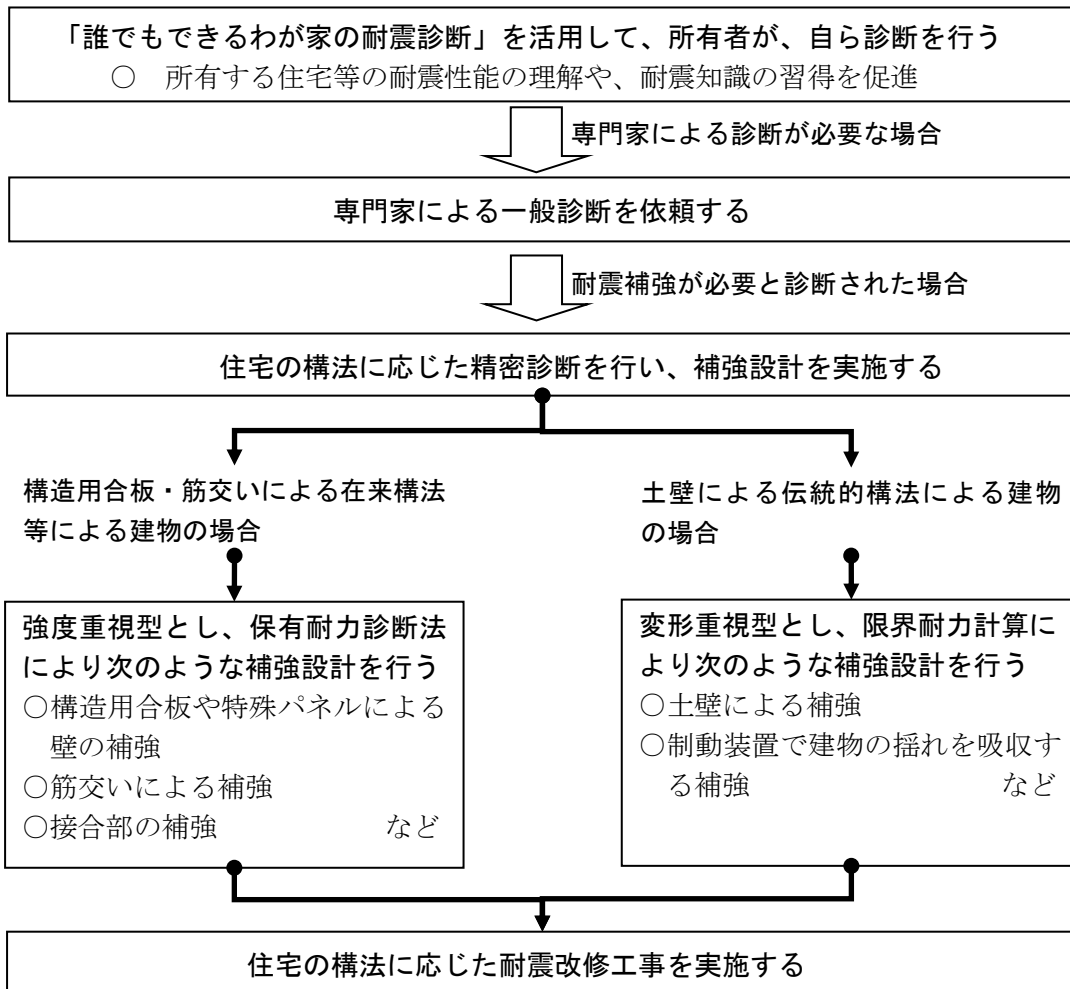 「誰でもできるわが家の耐震診断」を活用して、所有者が、自ら診断を行う
○　所有する住宅等の耐震性能の理解や、耐震知識の習得を促進
専門家による診断が必要な場合
専門家による一般診断を依頼する
耐震補強が必要と診断された場合
住宅の構法に応じた精密診断を行い、補強設計を実施する
構造用合板・筋交いによる在来構法
等による建物の場合
土壁による伝統的構法による建物
の場合
強度重視型とし、保有耐力診断法
により次のような補強設計を行う
○構造用合板や特殊パネルによる
壁の補強
○筋交いによる補強
○接合部の補強　　　　　　など
変形重視型とし、限界耐力計算に
より次のような補強設計を行う
○土壁による補強
○制動装置で建物の揺れを吸収す
る補強　　　　　　　　　など
住宅の構法に応じた耐震改修工事を実施する